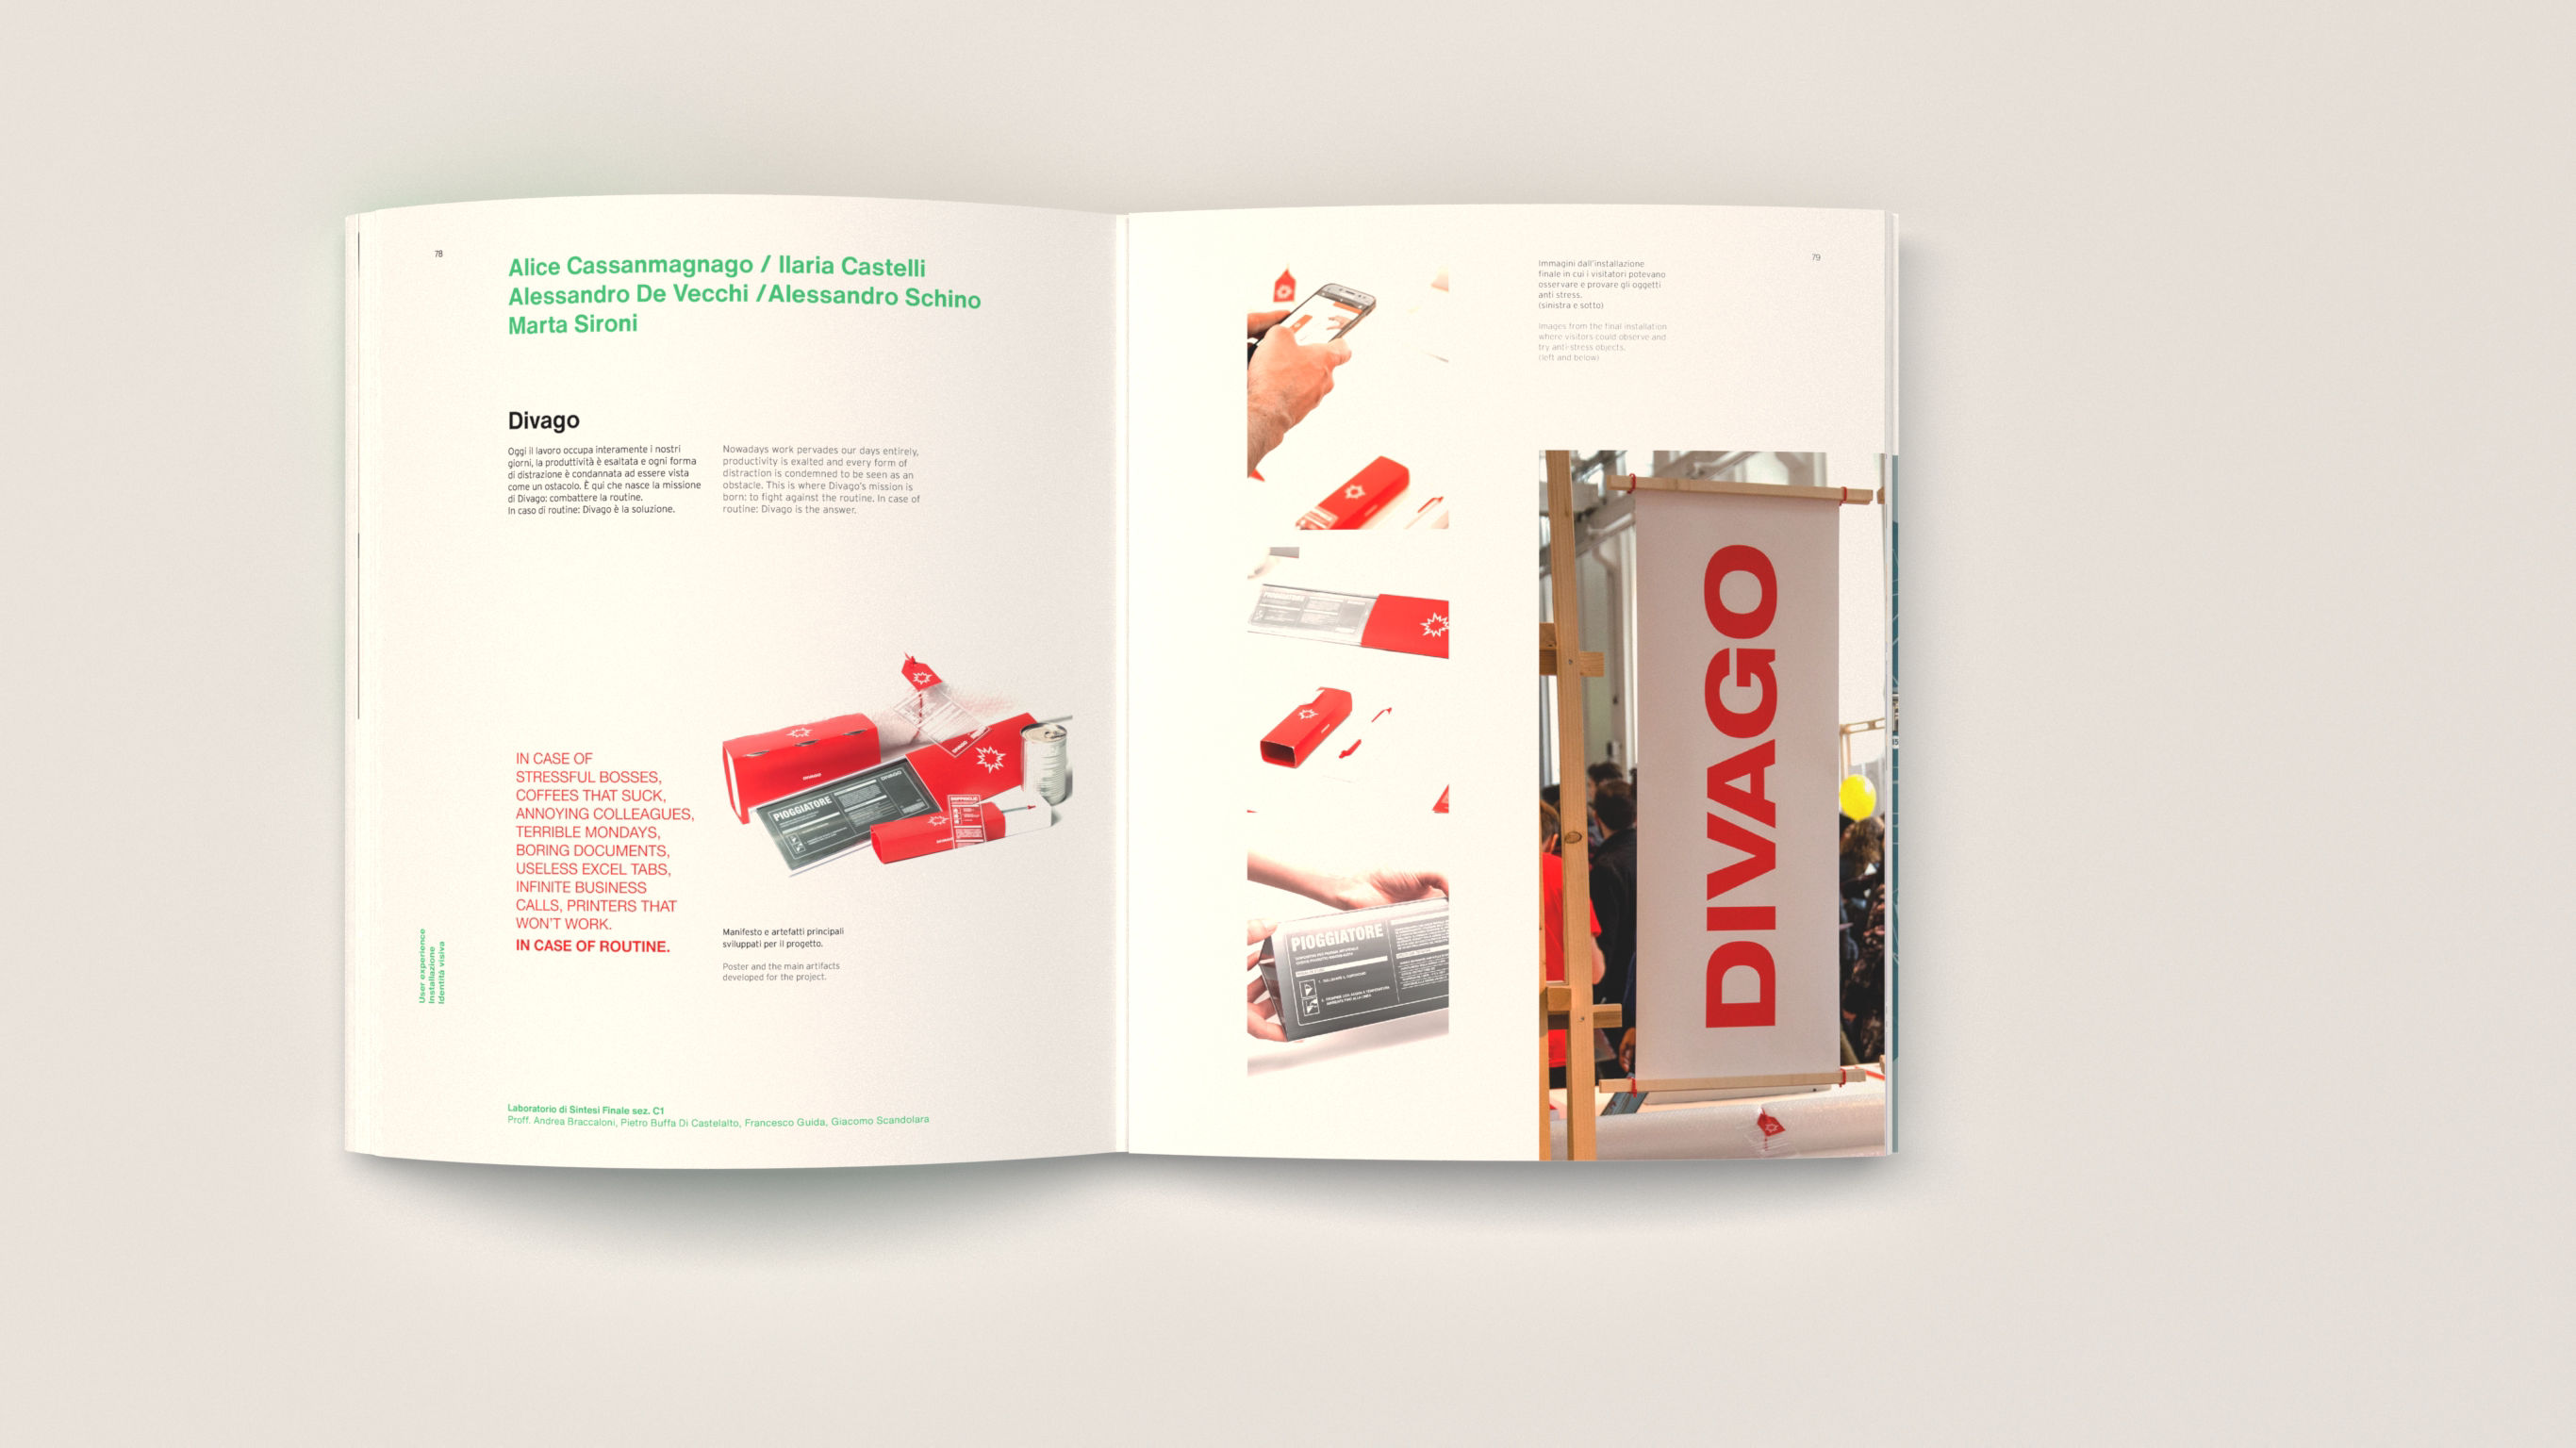 78
Alice Cassanmagnago / Ilaria Castelli
Alessandro De Vecchi / Alessandro Schino
Marta Sironi
Divago
Oggi il lavoro occupa interamente i nostri
giorni, la produttività è esaltata e ogni forma
di distrazione è condannata ad essere vista
come un ostacolo. È qui che nasce la missione
di Divago: combattere la routine.
In caso di routine: Divago è la soluzione.
Nowadays work pervades our days entirely,
productivity is exalted and every form of
distraction is condemned to be seen as an
obstacle. This is where Divago's mission is
born: to fight against the routine. In case of
routine: Divago is the answer.
IN CASE OF
STRESSFUL BOSSES,
COFFEES THAT SUCK,
ANNOYING COLLEAGUES,
TERRIBLE MONDAYS,
BORING DOCUMENTS,
USELESS EXCEL TABS,
INFINITE BUSINESS
CALLS, PRINTERS THAT
WON'T WORK.
IN CASE OF ROUTINE.
PIOGGIATORE
Manifesto e artefatti principali
sviluppati per il progetto.
Poster and the main artifacts
developed for the project.
User experience
Installazione
Identità visiva
Laboratorio di Sintesi Finale sez. C1
Proff. Andrea Braccaloni, Pietro Buffa Di Castelalto, Francesco Guida, Giacomo Scandolara
79
Immagini dall'installazione
finale in cui i visitatori potevano
osservare e provare gli oggetti
anti stress.
(sinistra e sotto)
Images from the final installation
where visitors could observe and
try anti-stress objects.
(left and below)
PIOGGIATORE
DIVAGO